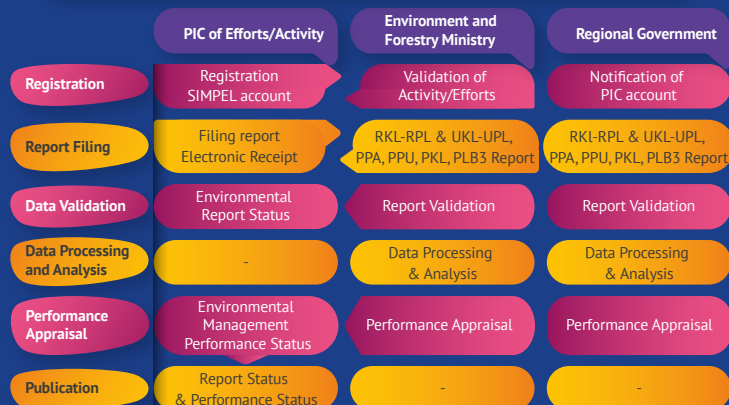 PIC of Efforts/Activity
Environment and
Forestry Ministry
Regional Government
Registration
Registration
SIMPEL account
Validation of
Activity/Efforts
Notification of
PIC account
Report Filing
Filing report
Electronic Receipt
RKL-RPL & UKL-UPL,
PPA, PPU, PKL, PLB3 Report
RKl-RPL & UKL-UPL,
PPA, PPU, PKL, PLB3 Report
Data Validation
Environmental
Report Status
Report Validation
Report Validation
Data Processing
and Analysis
-
Data Processing
& Analysis
Data Processing
& Analysis
Performance
Appraisal
Environmental
Management
Performance Status
Performance Appraisal
Performance Appraisal
Publication
Report Status
& Performance Status
-
-